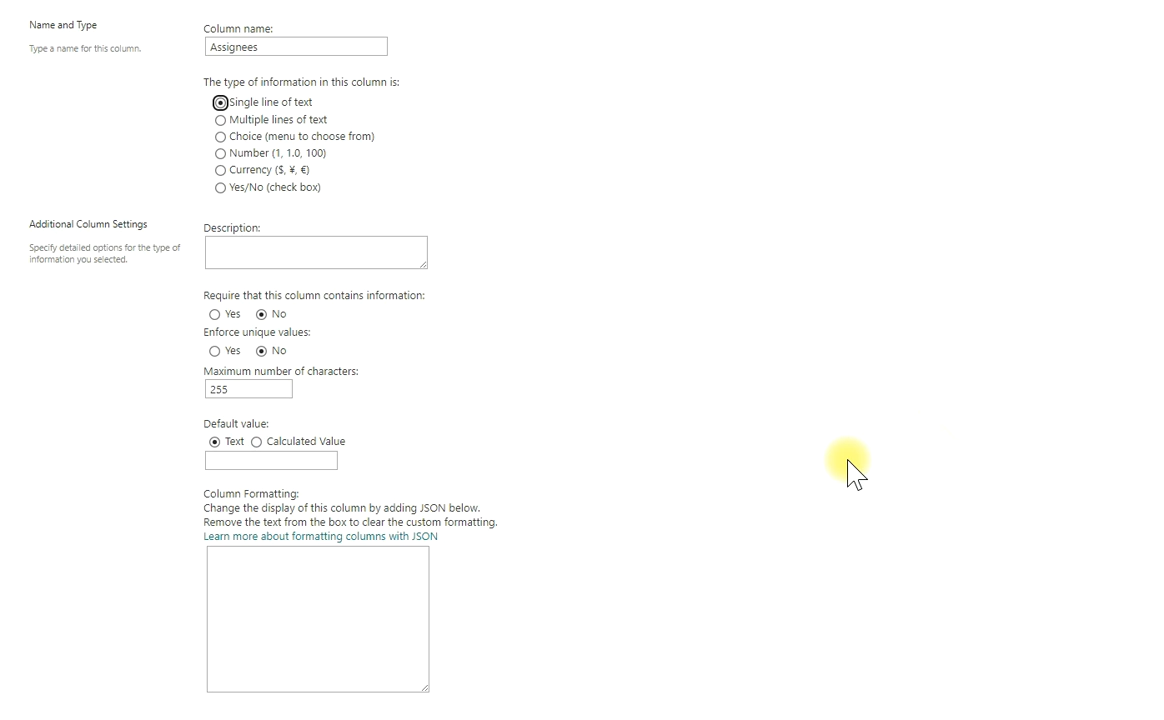 Name and Type
Type a name for this column.
Column name:
Assignees
The type of information in this column is:
Single line of text
Multiple lines of text
Choice (menu to choose from)
Number (1, 1.0, 100)
Currency ($, ¥, €)
Yes/No (check box)
Additional Column Settings
Specify detailed options for the type of
information you selected.
Description:
Require that this column contains information:
Yes No
Enforce unique values:
Yes No
Maximum number of characters:
255
Default value:
Text Calculated Value
Column Formatting:
Change the display of this column by adding JSON below.
Remove the text from the box to clear the custom formatting.
Learn more about formatting columns with JSON